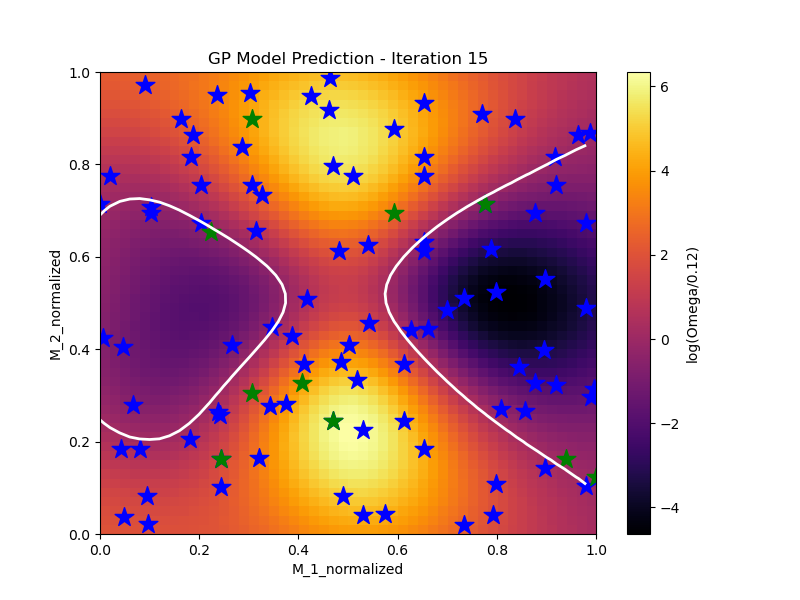 GP Model Prediction - Iteration 15
1.0
0.8
0.6
0.4
0.2
0.0
M_2_normalized
0.0 0.2 0.4 0.6 0.8 1.0
M_1_normalized
6
4
2
0
−2
−4
log(Omega/0.12)